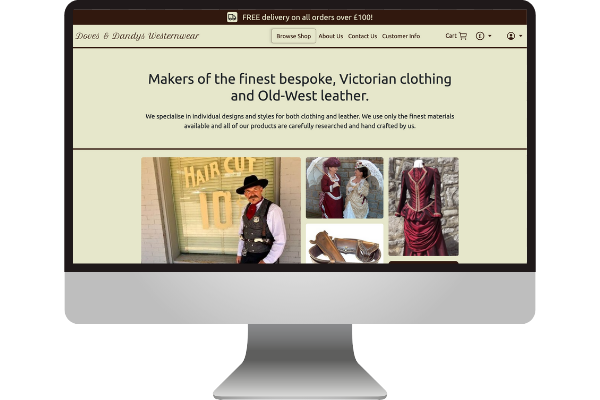 FREE delivery on all orders over £100!
Doves & Dandys Westernwear
Browse Shop About Us Contact Us Customer Info
Cart £
Makers of the finest bespoke, Victorian clothing
and Old-West leather.
We specialise in individual designs and styles for both clothing and leather. We use only the finest materials
available and all of our products are carefully researched and hand crafted by us.
HAIR CUT
10